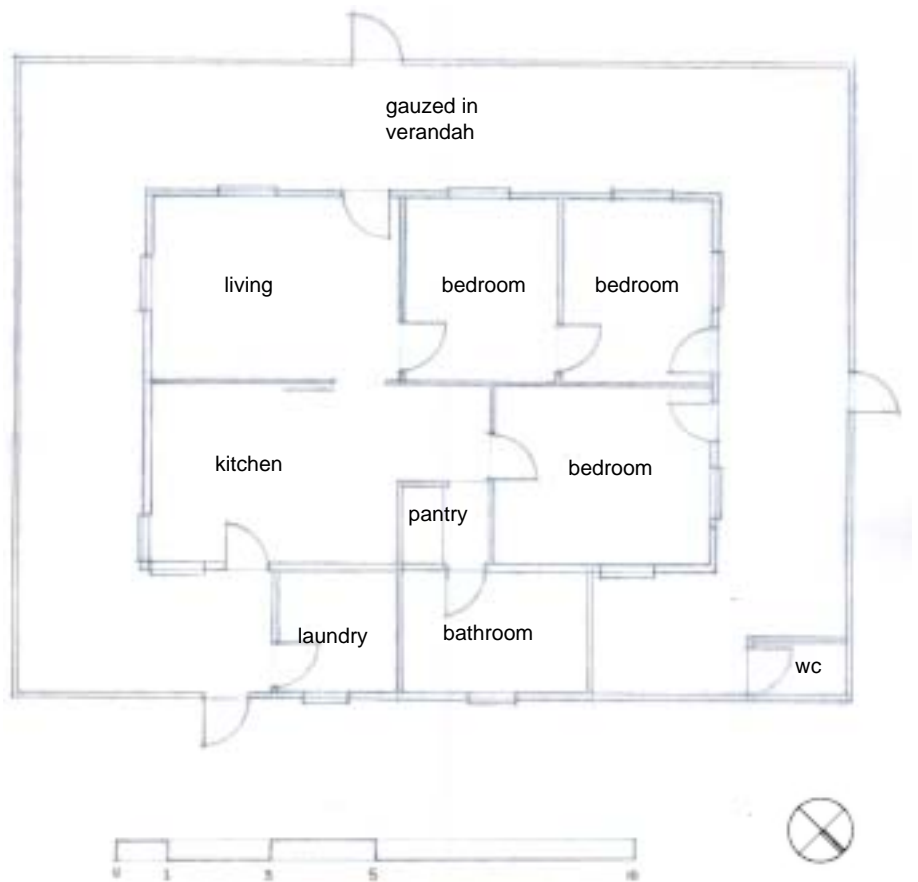 gauzed in
verandah
living
bedroom
bedroom
kitchen
bedroom
pantry
laundry
bathroom
wc
0 1 3 5 10